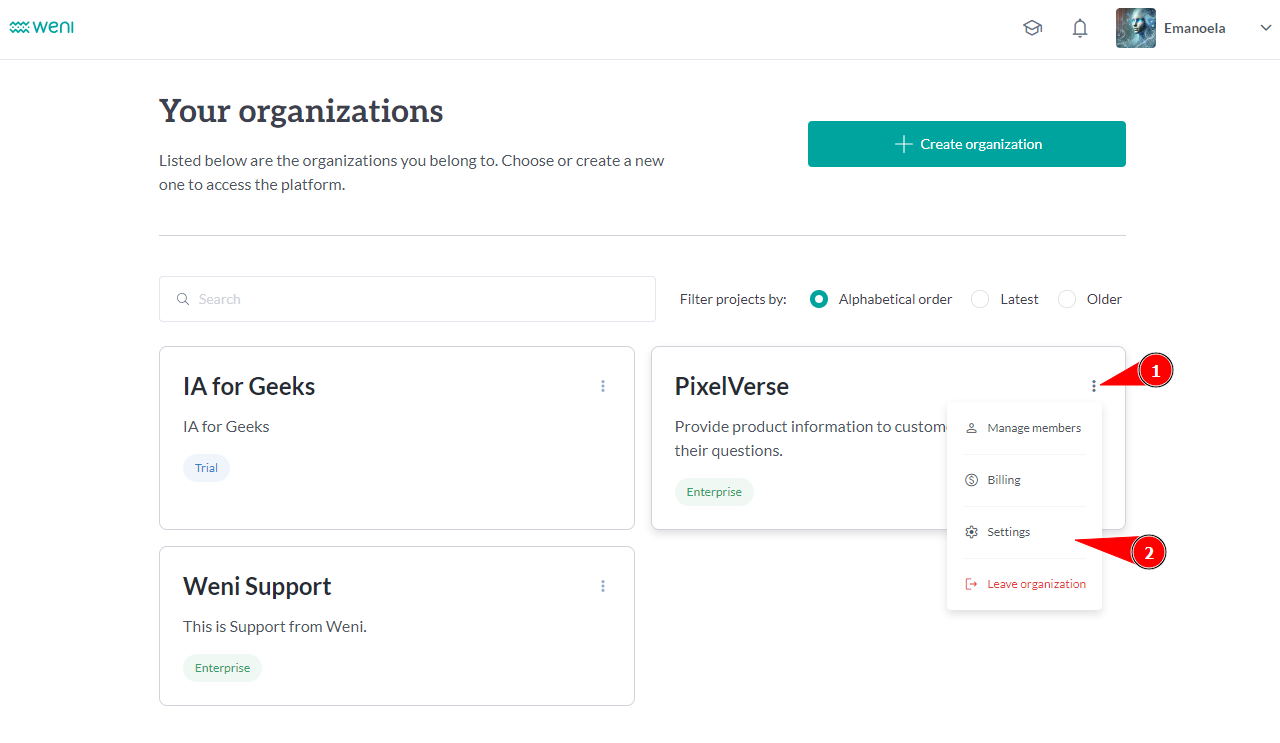 weni
Emanoela
Your organizations
Create organization
Listed below are the organizations you belong to. Choose or create a new
one to access the platform.
Search
Filter projects by:
Alphabetical order
Latest
Older
IA for Geeks
IA for Geeks
Trial
PixelVerse
1
Provide product information to
their questions.
Enterprise
Manage members
Billing
Settings
2
Leave organization
Weni Support
This is Support from Weni.
Enterprise